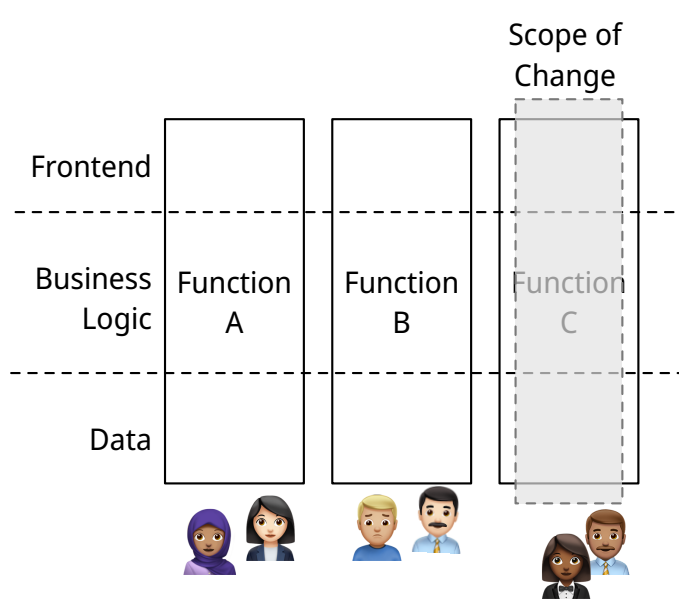 Scope of
Change
Frontend
Business
Logic
Function
A
Function
B
Function
C
Data